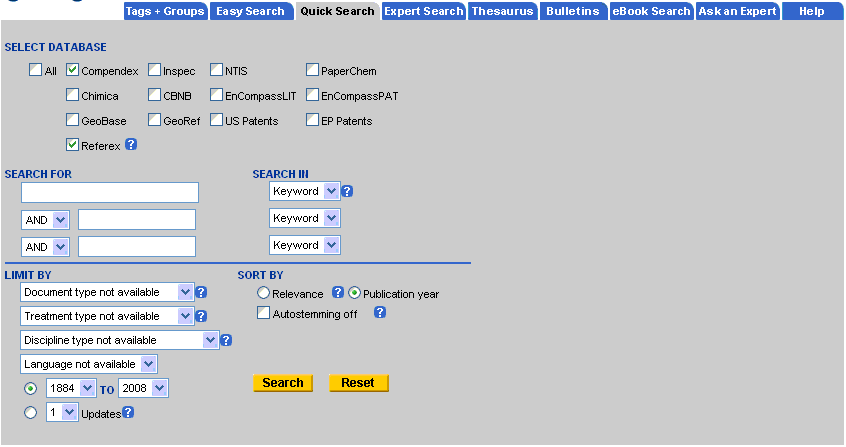 Tags + Groups Easy Search Quick Search Expert Search Thesaurus Bulletins eBook Search Ask an Expert Help
SELECT DATABASE
All Compendex Inspec NTIS PaperChem
Chimica CBNB EnCompassLIT EnCompassPAT
GeoBase GeoRef US Patents EP Patents
Referex ?
SEARCH FOR SEARCH IN
Keyword ?
AND Keyword
AND Keyword
LIMIT BY SORT BY
Document type not available ? Relevance ? Publication year
Treatment type not available ? Autostemming off ?
Discipline type not available ?
Language not available
1884 TO 2008 Search Reset
1 Updates ?